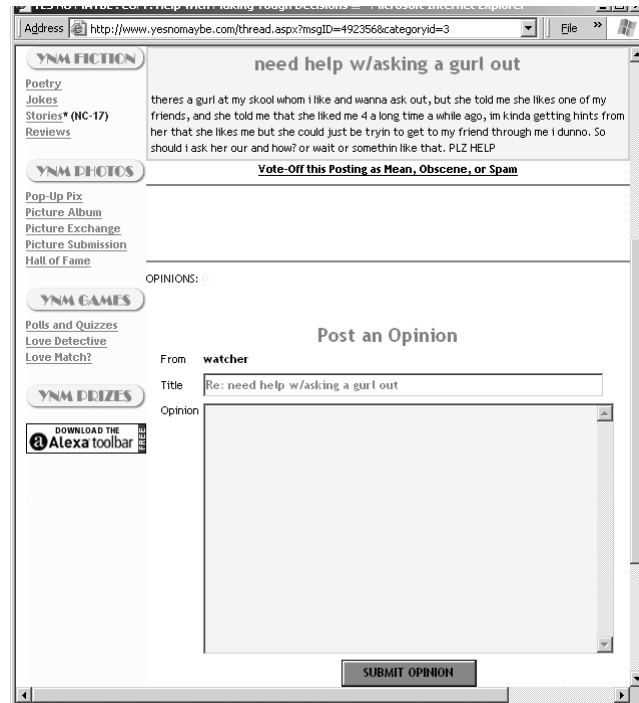 Address http://www.yesnomaybe.com/thread.aspx?msgID=492356&categoryid=3 File »
YNM FICTION
Poetry
Jokes
Stories* (NC-17)
Reviews
YNM PHOTOS
Pop-Up Pix
Picture Album
Picture Exchange
Picture Submission
Hall of Fame
YNM GAMES
Polls and Quizzes
Love Detective
Love Match?
YNM PRIZES
DOWNLOAD THE
Alexa toolbar
FREE
need help w/asking a gurl out
theres a gurl at my skool whom i like and wanna ask out, but she told me she likes one of my
friends, and she told me that she liked me 4 a long time a while ago, im kinda getting hints from
her that she likes me but she could just be tryin to get to my friend through me i dunno. So
should i ask her our and how? or wait or somethin like that. PLZ HELP
Vote-Off this Posting as Mean, Obscene, or Spam
OPINIONS:
Post an Opinion
From watcher
Title Re: need help w/asking a gurl out
Opinion
SUBMIT OPINION